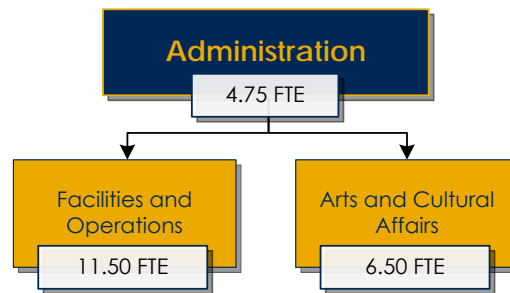 Administration
4.75 FTE
Facilities and
Operations
11.50 FTE
Arts and Cultural
Affairs
6.50 FTE